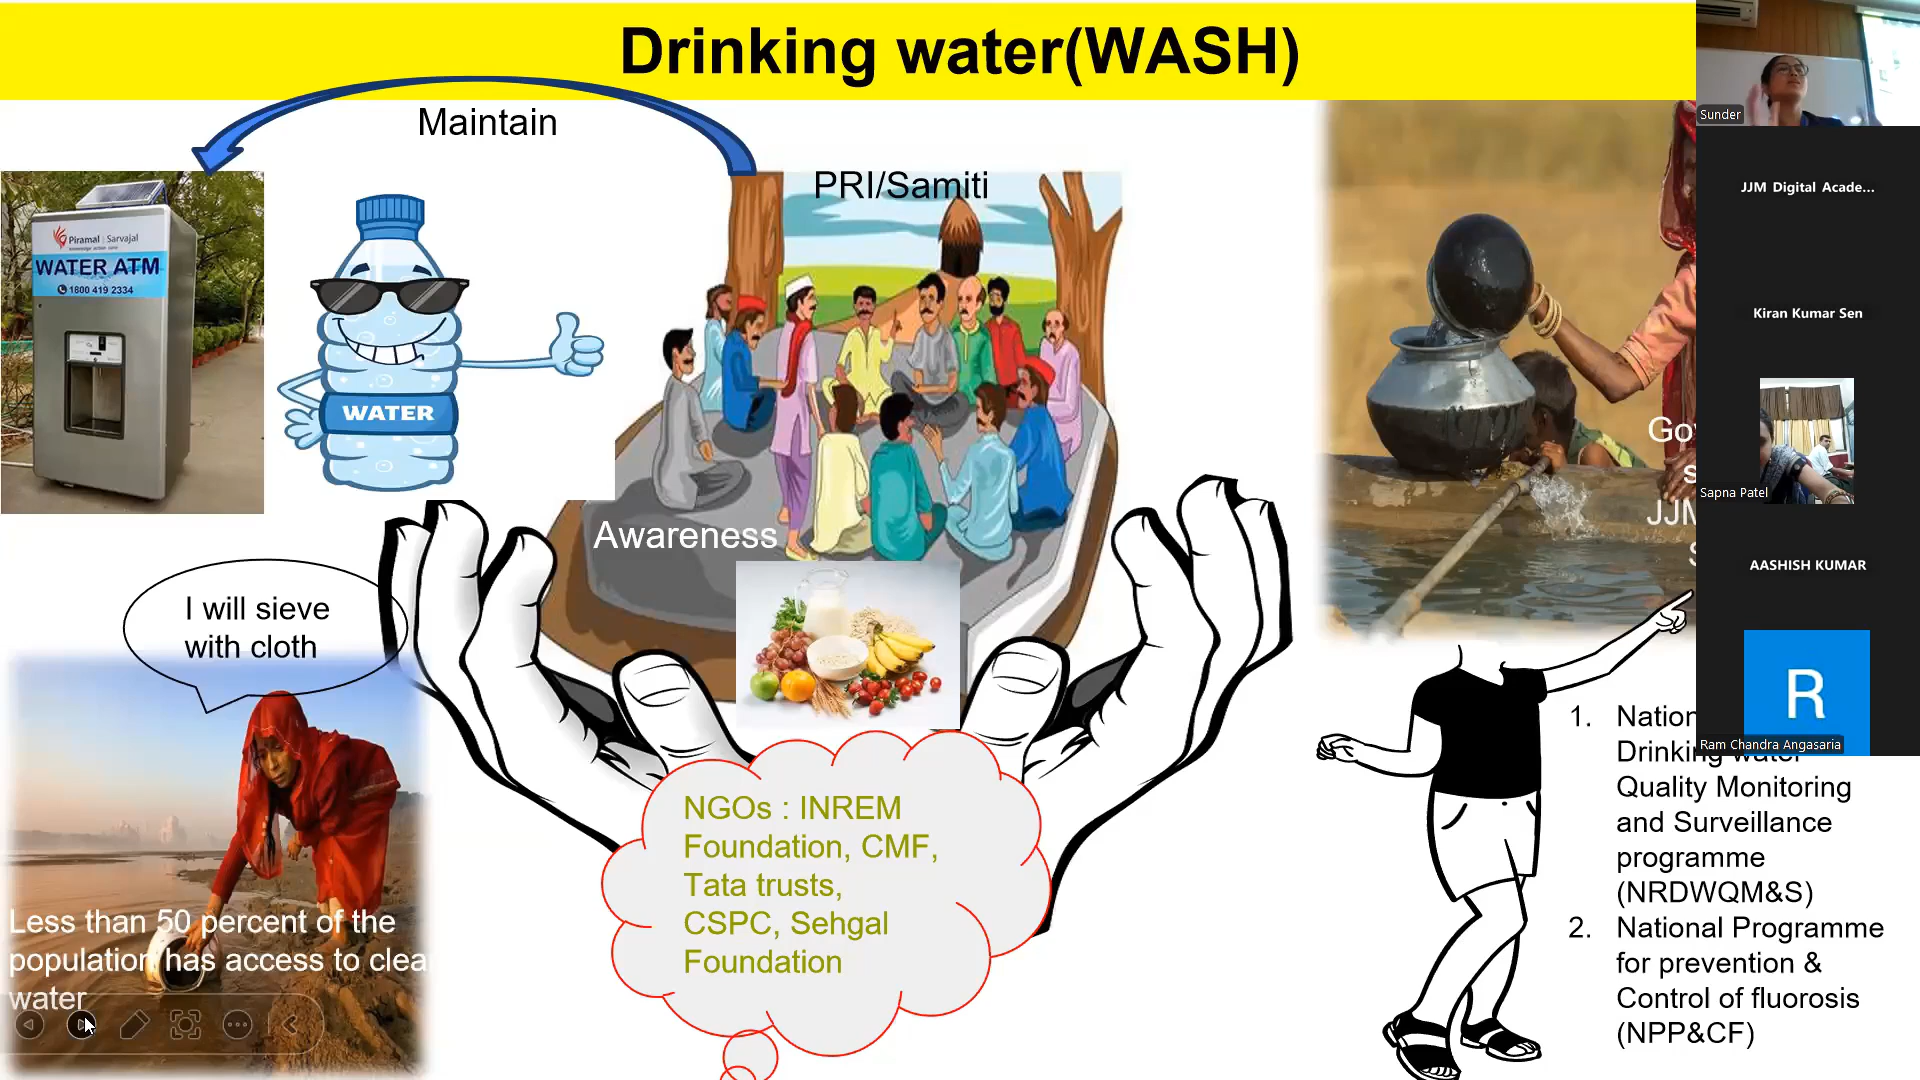 Drinking water(WASH)
Maintain
PRI/Samiti
Piramal Sarvajal
WATER ATM
1800 419 2334
WATER
Awareness
I will sieve
with cloth
Less than 50 percent of the
population has access to clea
water
NGOs : INREM
Foundation, CMF,
Tata trusts,
CSPC, Sehgal
Foundation
Go
JJM
1. Nation
Drinking water
Quality Monitoring
and Surveillance
programme
(NRDWQM&S)
2. National Programme
for prevention &
Control of fluorosis
(NPP&CF)
Sunder
JJM Digital Acade...
Kiran Kumar Sen
Sapna Patel
AASHISH KUMAR
R
Ram Chandra Angasaria